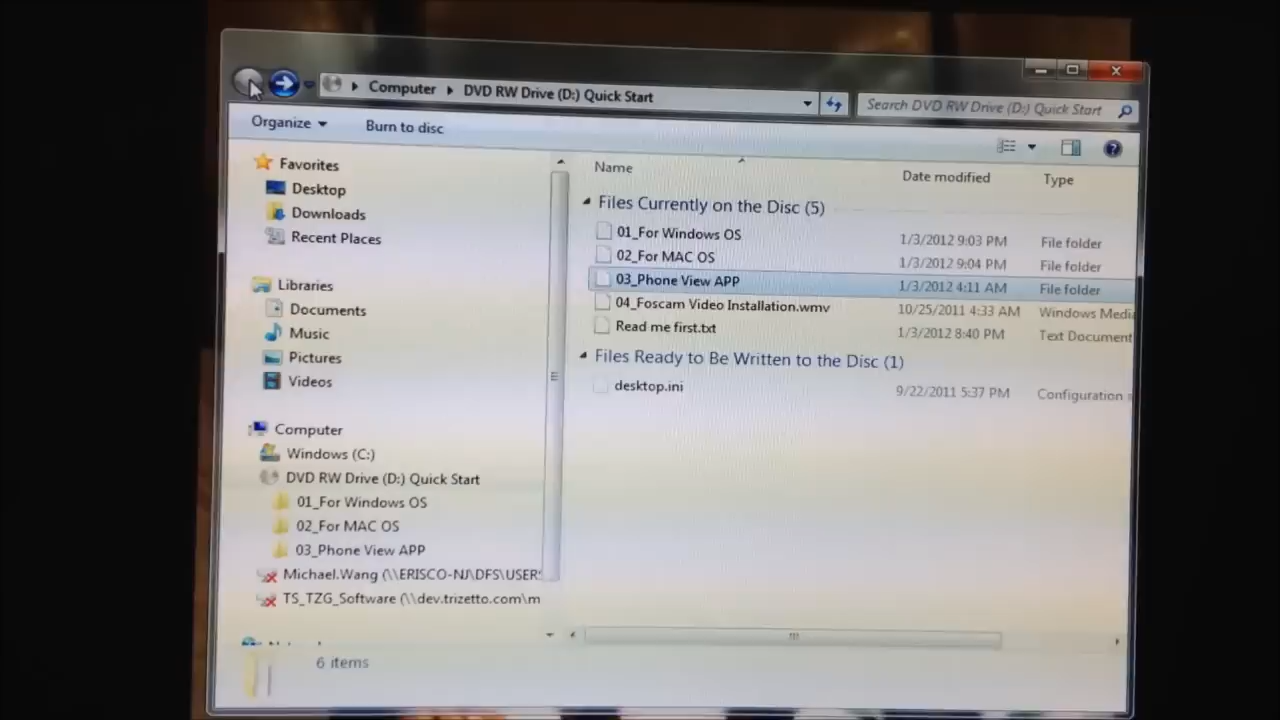 Computer ▸ DVD RW Drive (D:) Quick Start
Search DVD RW Drive (D:) Quick Start
Organize
Burn to disc
Favorites
Desktop
Downloads
Recent Places
Libraries
Documents
Music
Pictures
Videos
Computer
Windows (C:)
DVD RW Drive (D:) Quick Start
01_For Windows OS
02_For MAC OS
03_Phone View APP
Michael.Wang (\\ERISCO-NJ\DFS\USERS
TS_TZG_Software (\\dev.trizetto.com\m
Name Date modified Type
Files Currently on the Disc (5)
01_For Windows OS 1/3/2012 9:03 PM File folder
02_For MAC OS 1/3/2012 9:04 PM File folder
03_Phone View APP 1/3/2012 4:11 AM File folder
04_Foscam Video Installation.wmv 10/25/2011 4:33 AM Windows Media
Read me first.txt 1/3/2012 8:40 PM Text Document
Files Ready to Be Written to the Disc (1)
desktop.ini 9/22/2011 5:37 PM Configuration
6 items